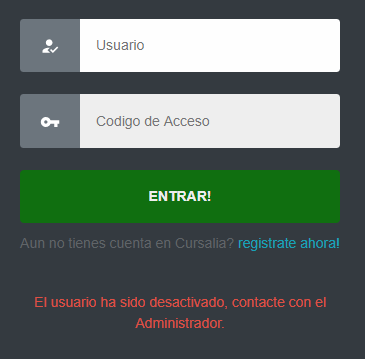 Usuario
Codigo de Acceso
ENTRAR!
Aun no tienes cuenta en Cursalia? registrate ahora!
El usuario ha sido desactivado, contacte con el
Administrador.